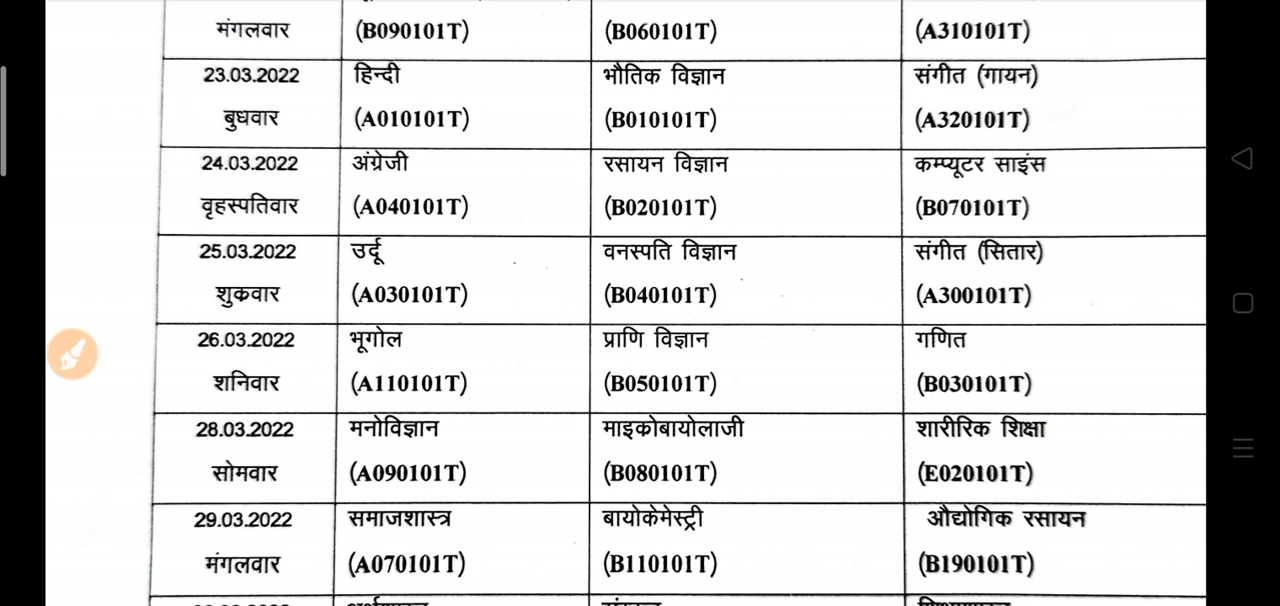 मंगलवार (B090101T) (B060101T) (A310101T)
23.03.2022 हिन्दी भौतिक विज्ञान संगीत (गायन)
बुधवार (A010101T) (B010101T) (A320101T)
24.03.2022 अंग्रेजी रसायन विज्ञान कम्प्यूटर साइंस
वृहस्पतिवार (A040101T) (B020101T) (B070101T)
25.03.2022 उर्दू वनस्पति विज्ञान संगीत (सितार)
शुकवार (A030101T) (B040101T) (A300101T)
26.03.2022 भूगोल प्राणि विज्ञान गणित
शनिवार (A110101T) (B050101T) (B030101T)
28.03.2022 मनोविज्ञान माइकोबायोलाजी शारीरिक शिक्षा
सोमवार (A090101T) (B080101T) (E020101T)
29.03.2022 समाजशास्त्र बायोकेमेस्ट्री औद्योगिक रसायन
मंगलवार (A070101T) (B110101T) (B190101T)